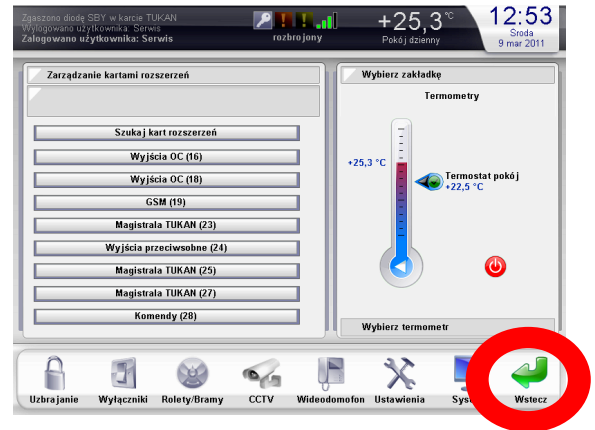 Zgaszono diodę SBY w karcie TUKAN
Wylogowano użytkownika: Serwis
Zalogowano użytkownika: Serwis
rozbrojony
+25,3°C
Pokój dzienny
12:53
Środa
9 mar 2011
Zarządzanie kartami rozszerzeń
Szukaj kart rozszerzeń
Wyjścia OC (16)
Wyjścia OC (18)
GSM (19)
Magistrala TUKAN (23)
Wyjścia przeciwsobne (24)
Magistrala TUKAN (25)
Magistrala TUKAN (27)
Komendy (28)
Wybierz zakładkę
Termometry
+25,3 °C
Termostat pokój
+22,5 °C
Wybierz termometr
Uzbrajanie Wyłączniki Rolety/Bramy CCTV Wideodomofon Ustawienia Wstecz